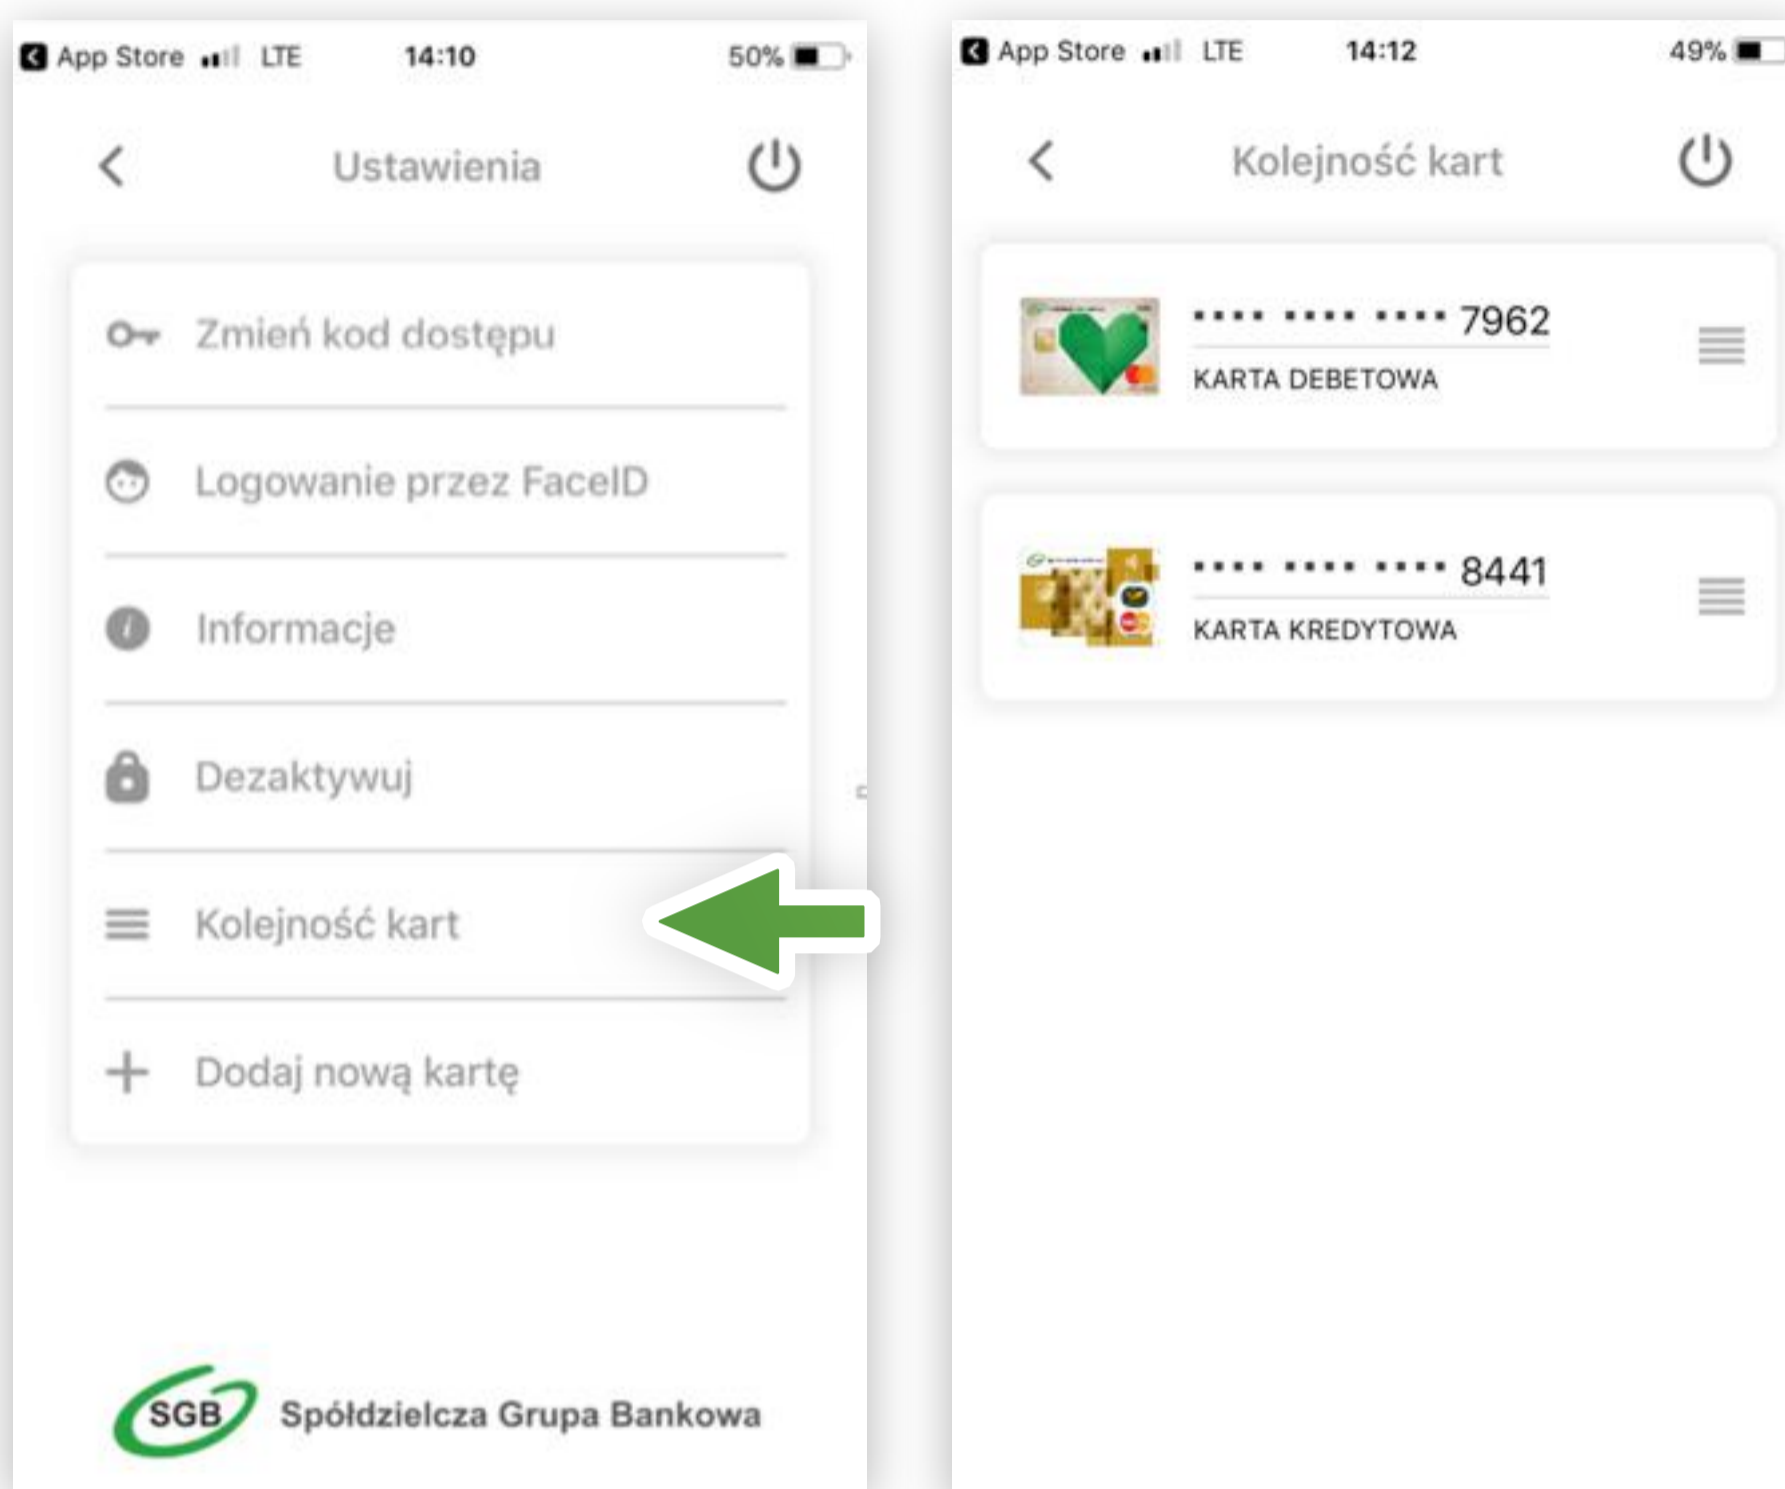 App Store LTE 14:10 50%
Ustawienia
Zmień kod dostępu
Logowanie przez FaceID
Informacje
Dezaktywuj
Kolejność kart
Dodaj nową kartę
SGB Spółdzielcza Grupa Bankowa
App Store LTE 14:12 49%
Kolejność kart
▪▪▪▪ ▪▪▪▪ ▪▪▪▪ 7962
KARTA DEBETOWA
▪▪▪▪ ▪▪▪▪ ▪▪▪▪ 8441
KARTA KREDYTOWA